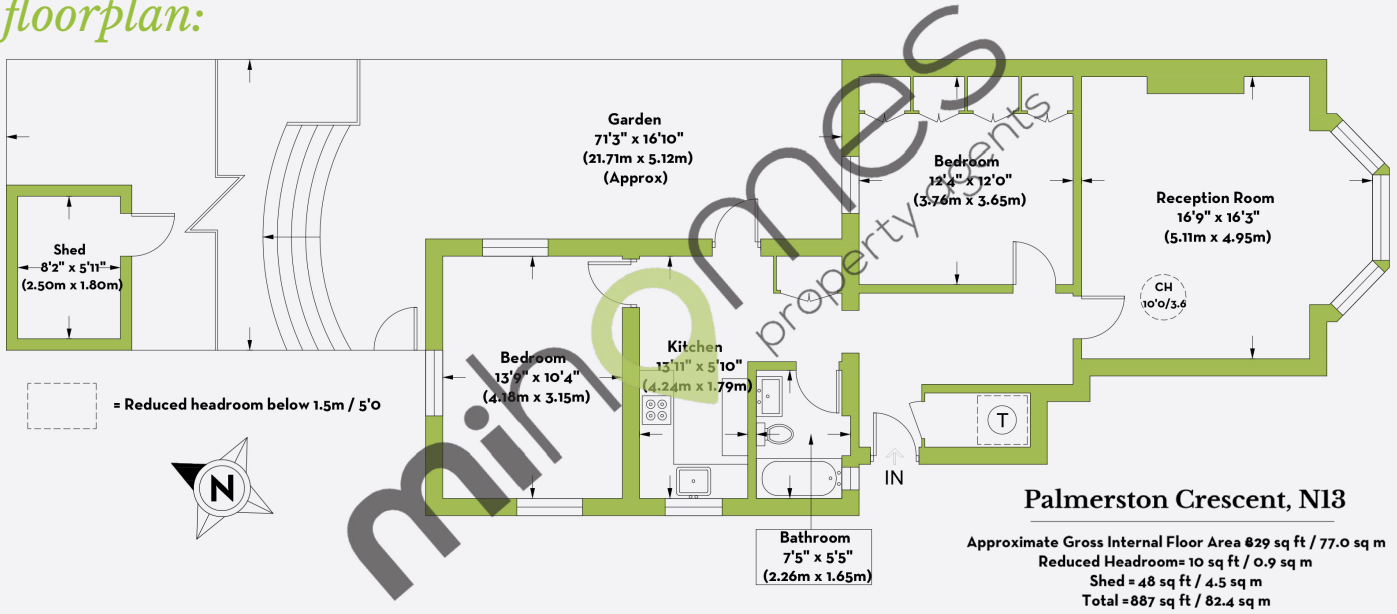 floorplan:
Garden
71'3" x 16'10"
(21.71m x 5.12m)
(Approx)
Bedroom
12'4" x 12'0"
(3.76m x 3.65m)
Reception Room
16'9" x 16'3"
(5.11m x 4.95m)
CH
10'0/3.6
Shed
8'2" x 5'11"
(2.50m x 1.80m)
Bedroom
13'9" x 10'4"
(4.18m x 3.15m)
Kitchen
13'11" x 5'10"
(4.24m x 1.79m)
= Reduced headroom below 1.5m / 5'0
N
T
IN
Bathroom
7'5" x 5'5"
(2.26m x 1.65m)
mihomes
property agents
Palmerston Crescent, N13
Approximate Gross Internal Floor Area 829 sq ft / 77.0 sq m
Reduced Headroom= 10 sq ft / 0.9 sq m
Shed = 48 sq ft / 4.5 sq m
Total =887 sq ft / 82.4 sq m